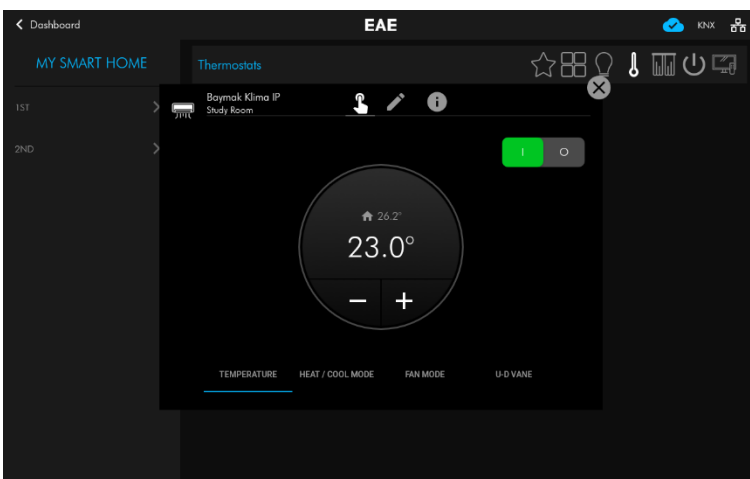 Dashboard
EAE
KNX
MY SMART HOME
Thermostats
1ST
2ND
Baymak Klima IP
Study Room
I
O
26.2°
23.0°
− +
TEMPERATURE
HEAT / COOL MODE
FAN MODE
U-D VANE